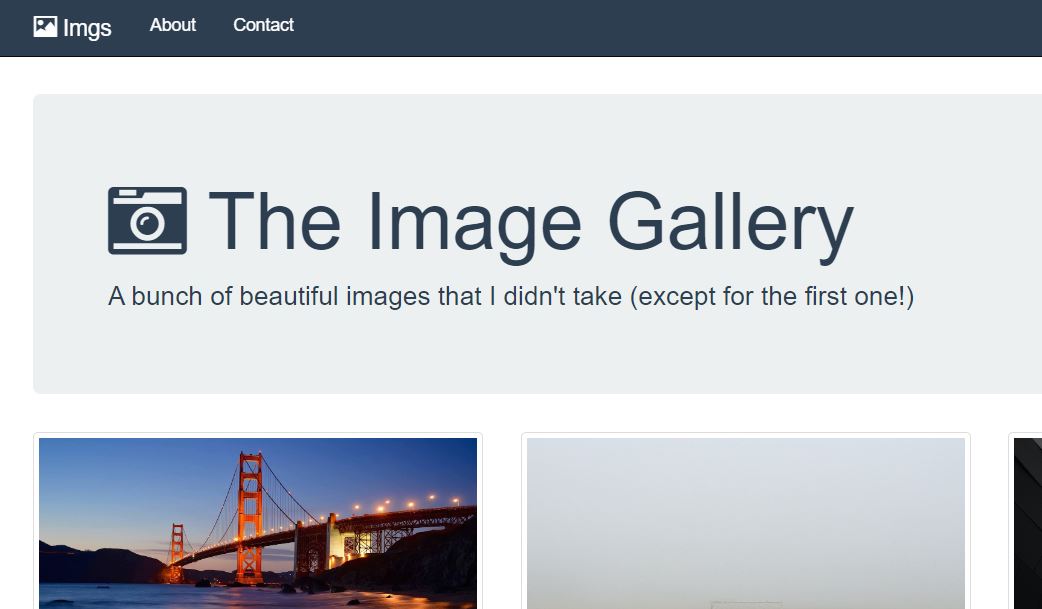 Imgs About Contact
The Image Gallery
A bunch of beautiful images that I didn't take (except for the first one!)